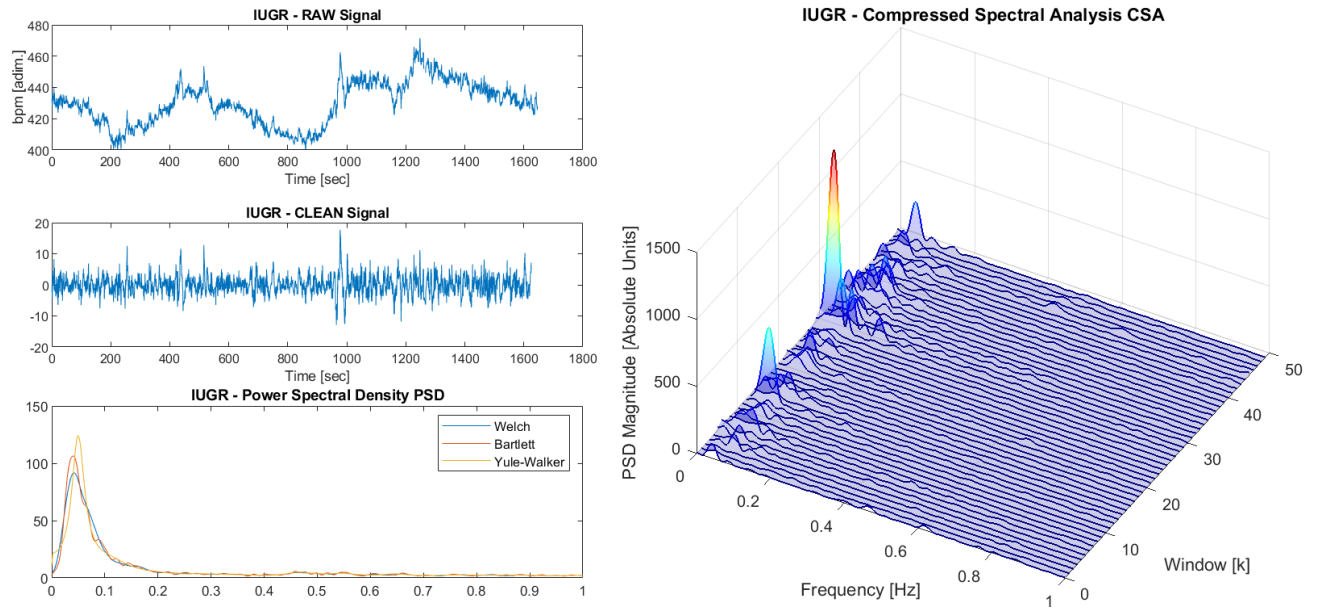 IUGR - RAW Signal
bpm [adim.]
480
460
440
420
400
0 200 400 600 800 1000 1200 1400 1600 1800
Time [sec]
IUGR - CLEAN Signal
20
10
0
-10
-20
0 200 400 600 800 1000 1200 1400 1600 1800
Time [sec]
IUGR - Power Spectral Density PSD
150
100
50
0
0 0.1 0.2 0.3 0.4 0.5 0.6 0.7 0.8 0.9 1
Welch
Bartlett
Yule-Walker
IUGR - Compressed Spectral Analysis CSA
PSD Magnitude [Absolute Units]
1500
1000
500
0
0
0.2
0.4
0.6
0.8
1
Frequency [Hz]
0
10
20
30
40
50
Window [k]